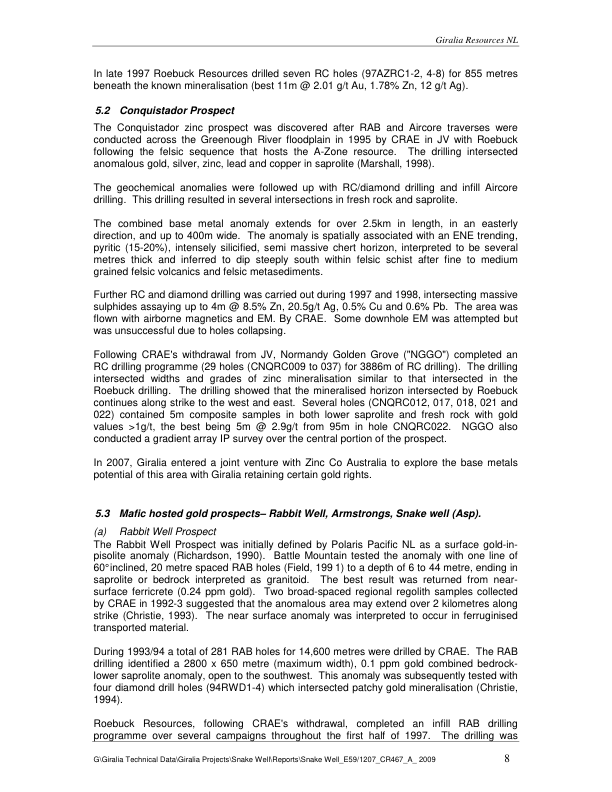 Giralia Resources NL
In late 1997 Roebuck Resources drilled seven RC holes (97AZRC1-2, 4-8) for 855 metres
beneath the known mineralisation (best 11m @ 2.01 g/t Au, 1.78% Zn, 12 g/t Ag).
5.2 Conquistador Prospect
The Conquistador zinc prospect was discovered after RAB and Aircore traverses were
conducted across the Greenough River floodplain in 1995 by CRAE in JV with Roebuck
following the felsic sequence that hosts the A-Zone resource. The drilling intersected
anomalous gold, silver, zinc, lead and copper in saprolite (Marshall, 1998).
The geochemical anomalies were followed up with RC/diamond drilling and infill Aircore
drilling. This drilling resulted in several intersections in fresh rock and saprolite.
The combined base metal anomaly extends for over 2.5km in length, in an easterly
direction, and up to 400m wide. The anomaly is spatially associated with an ENE trending,
pyritic (15-20%), intensely silicified, semi massive chert horizon, interpreted to be several
metres thick and inferred to dip steeply south within felsic schist after fine to medium
grained felsic volcanics and felsic metasediments.
Further RC and diamond drilling was carried out during 1997 and 1998, intersecting massive
sulphides assaying up to 4m @ 8.5% Zn, 20.5g/t Ag, 0.5% Cu and 0.6% Pb. The area was
flown with airborne magnetics and EM. By CRAE. Some downhole EM was attempted but
was unsuccessful due to holes collapsing.
Following CRAE's withdrawal from JV, Normandy Golden Grove ("NGGO") completed an
RC drilling programme (29 holes (CNQRC009 to 037) for 3886m of RC drilling). The drilling
intersected widths and grades of zinc mineralisation similar to that intersected in the
Roebuck drilling. The drilling showed that the mineralised horizon intersected by Roebuck
continues along strike to the west and east. Several holes (CNQRC012, 017, 018, 021 and
022) contained 5m composite samples in both lower saprolite and fresh rock with gold
values >1g/t, the best being 5m @ 2.9g/t from 95m in hole CNQRC022. NGGO also
conducted a gradient array IP survey over the central portion of the prospect.
In 2007, Giralia entered a joint venture with Zinc Co Australia to explore the base metals
potential of this area with Giralia retaining certain gold rights.
5.3 Mafic hosted gold prospects– Rabbit Well, Armstrongs, Snake well (Asp).
(a) Rabbit Well Prospect
The Rabbit Well Prospect was initially defined by Polaris Pacific NL as a surface gold-in-
pisolite anomaly (Richardson, 1990). Battle Mountain tested the anomaly with one line of
60°inclined, 20 metre spaced RAB holes (Field, 199 1) to a depth of 6 to 44 metre, ending in
saprolite or bedrock interpreted as granitoid. The best result was returned from near-
surface ferricrete (0.24 ppm gold). Two broad-spaced regional regolith samples collected
by CRAE in 1992-3 suggested that the anomalous area may extend over 2 kilometres along
strike (Christie, 1993). The near surface anomaly was interpreted to occur in ferruginised
transported material.
During 1993/94 a total of 281 RAB holes for 14,600 metres were drilled by CRAE. The RAB
drilling identified a 2800 x 650 metre (maximum width), 0.1 ppm gold combined bedrock-
lower saprolite anomaly, open to the southwest. This anomaly was subsequently tested with
four diamond drill holes (94RWD1-4) which intersected patchy gold mineralisation (Christie,
1994).
Roebuck Resources, following CRAE's withdrawal, completed an infill RAB drilling
programme over several campaigns throughout the first half of 1997. The drilling was
G\Giralia Technical Data\Giralia Projects\Snake Well\Reports\Snake Well_E59/1207_CR467_A_ 2009 8